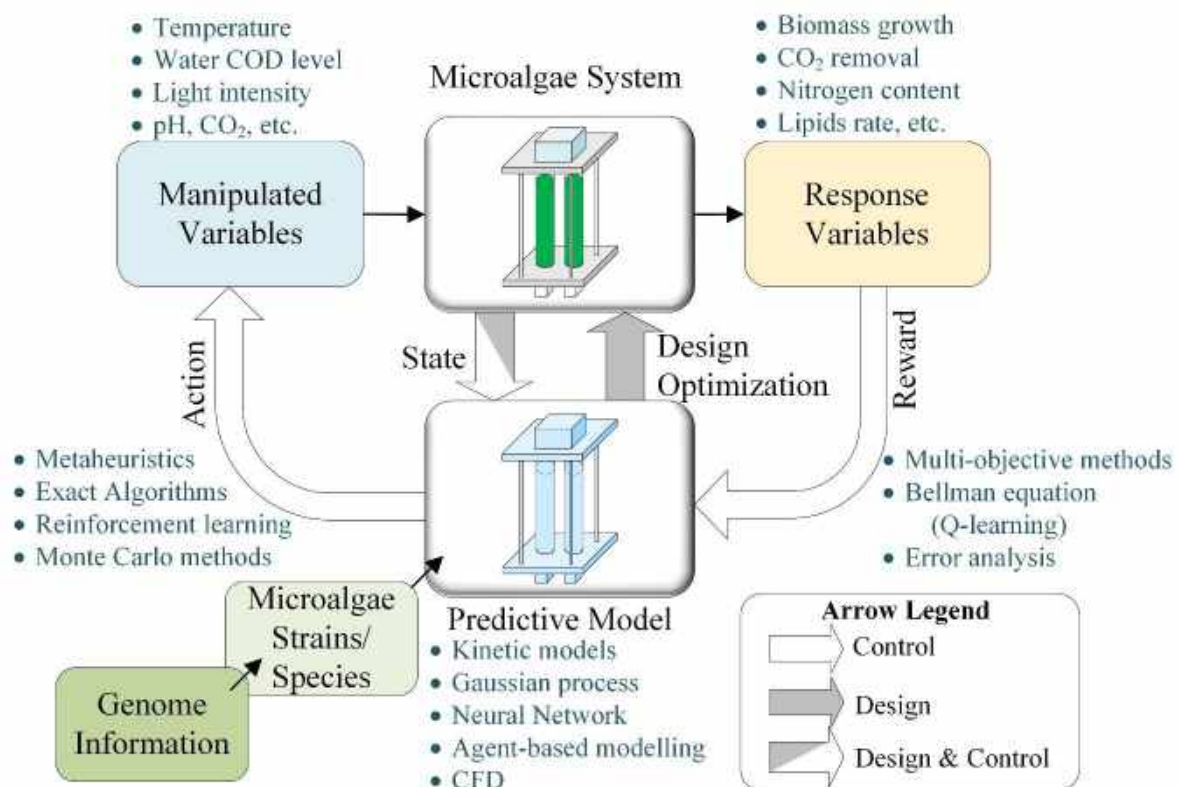 • Temperature
• Water COD level
• Light intensity
• pH, CO₂, etc.
Manipulated
Variables
Microalgae System
• Biomass growth
• CO₂ removal
• Nitrogen content
• Lipids rate, etc.
Response
Variables
Action
State
Design
Optimization
Reward
• Metaheuristics
• Exact Algorithms
• Reinforcement learning
• Monte Carlo methods
• Multi-objective methods
• Bellman equation
(Q-learning)
• Error analysis
Microalgae
Strains/
Species
Genome
Information
Predictive Model
• Kinetic models
• Gaussian process
• Neural Network
• Agent-based modelling
• CFD
Arrow Legend
Control
Design
Design & Control